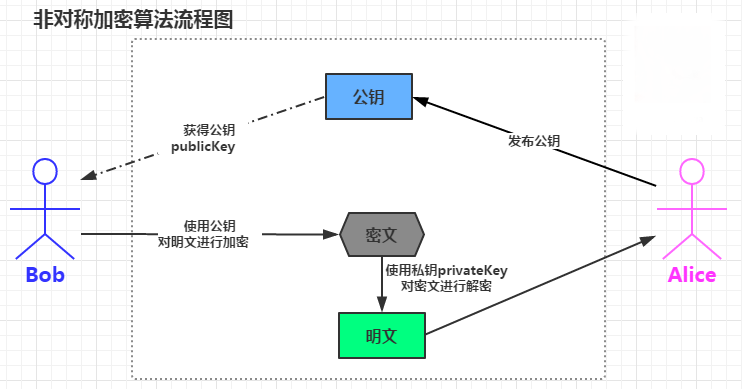 非对称加密算法流程图
公钥
获得公钥
publicKey
发布公钥
使用公钥
对明文进行加密
密文
使用私钥privateKey
对密文进行解密
Bob
Alice
明文